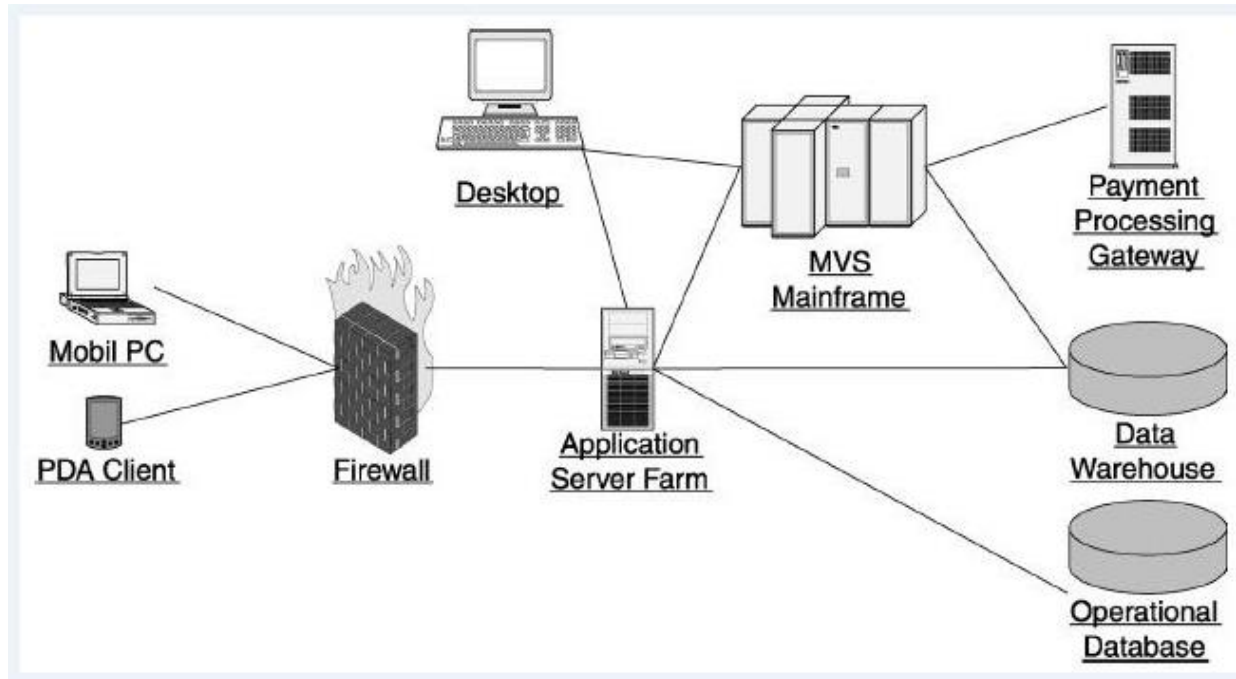 Desktop
MVS
Mainframe
Payment
Processing
Gateway
Mobil PC
PDA Client
Firewall
Application
Server Farm
Data
Warehouse
Operational
Database